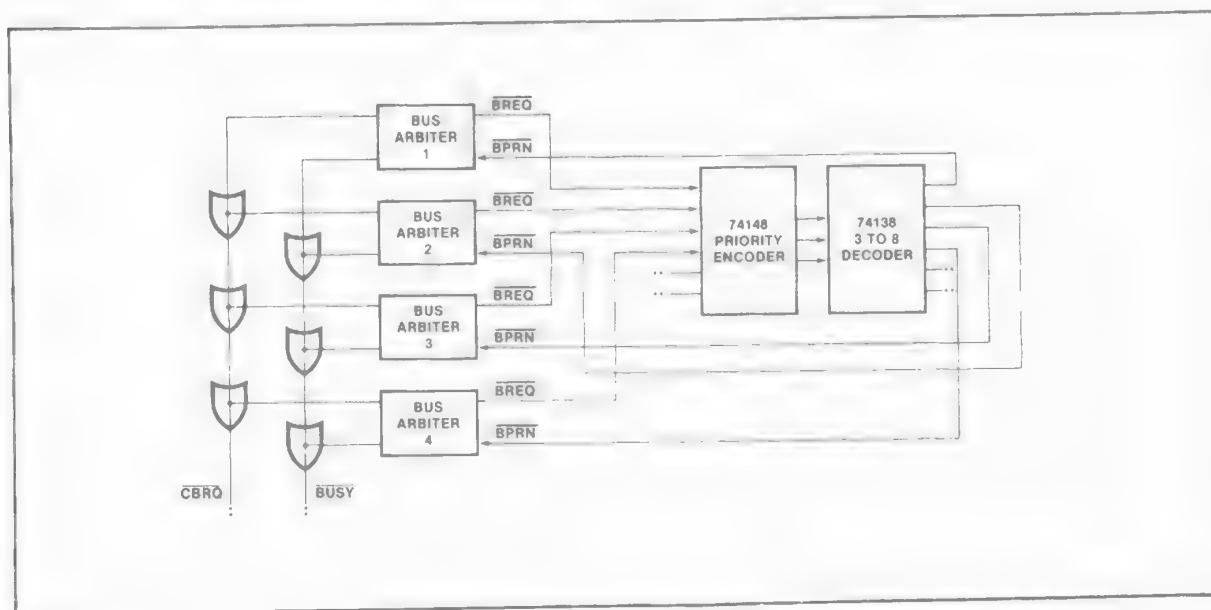 BUS
ARBITER
1
BREQ
BPRN
BUS
ARBITER
2
BREQ
BPRN
BUS
ARBITER
3
BREQ
BPRN
BUS
ARBITER
4
BREQ
BPRN
74148
PRIORITY
ENCODER
74138
3 TO 8
DECODER
CBRQ
BUSY